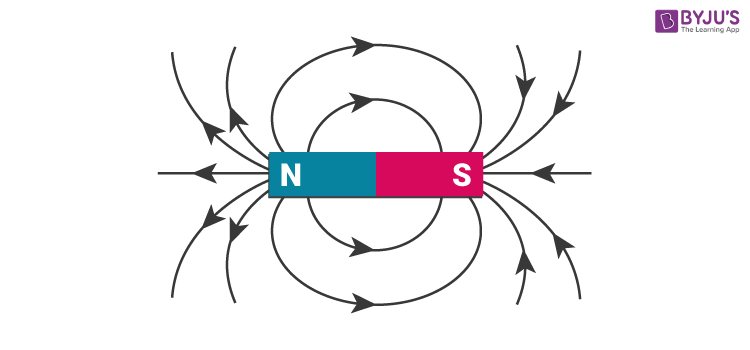 BYJU'S
The Learning App
N S